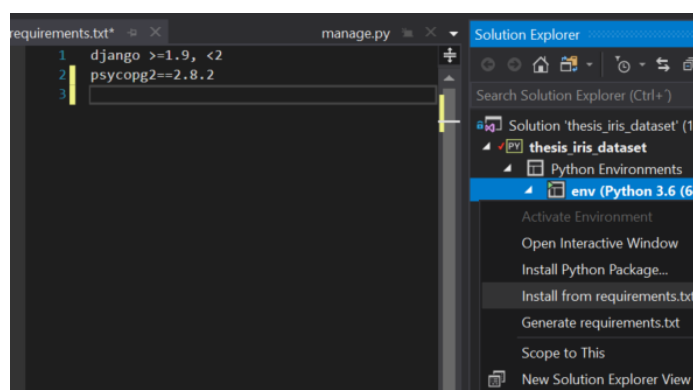 requirements.txt*
manage.py
Solution Explorer
1 django >=1.9, <2
2 psycopg2==2.8.2
3
Search Solution Explorer (Ctrl+¨)
Solution 'thesis_iris_dataset' (1
PY thesis_iris_dataset
Python Environments
env (Python 3.6 (6
Activate Environment
Open Interactive Window
Install Python Package...
Install from requirements.txt
Generate requirements.txt
Scope to This
New Solution Explorer View